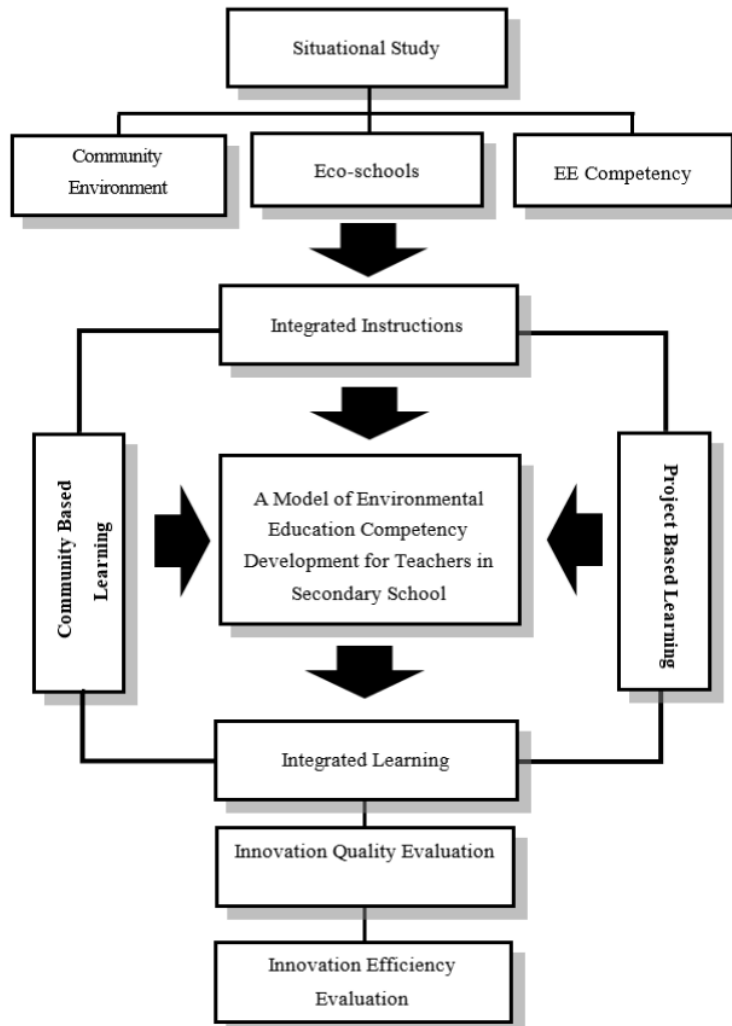 Situational Study
Community
Environment
Eco-schools
EE Competency
Integrated Instructions
Community Based
Learning
A Model of Environmental
Education Competency
Development for Teachers in
Secondary School
Project Based Learning
Integrated Learning
Innovation Quality Evaluation
Innovation Efficiency
Evaluation